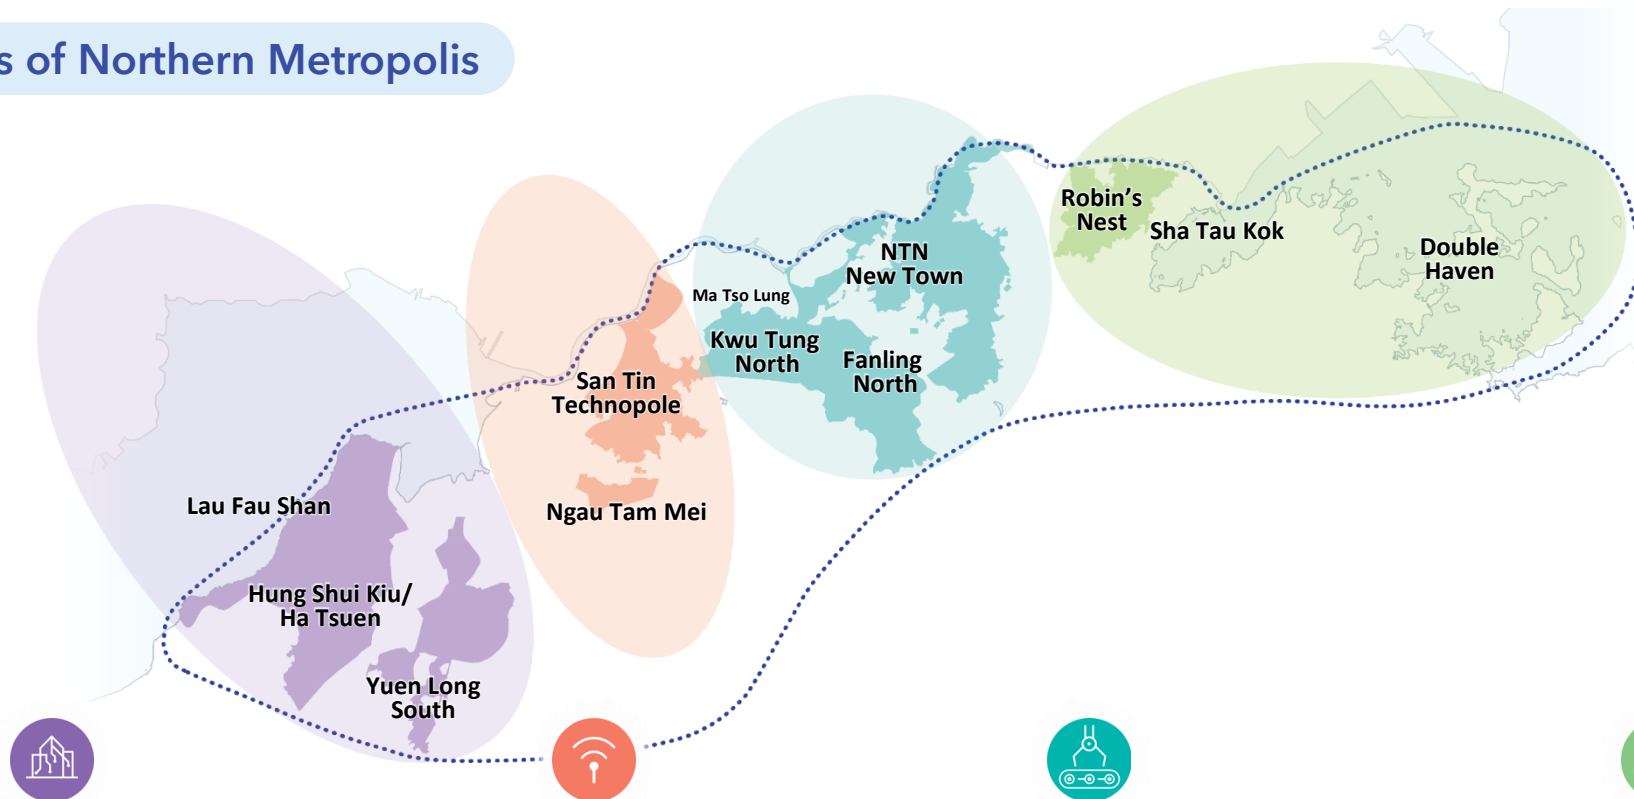 s of Northern Metropolis
Robin's
Nest
Sha Tau Kok
Double
Haven
NTN
New Town
Ma Tso Lung
Kwu Tung
North
Fanling
North
San Tin
Technopole
Ngau Tam Mei
Lau Fau Shan
Hung Shui Kiu/
Ha Tsuen
Yuen Long
South